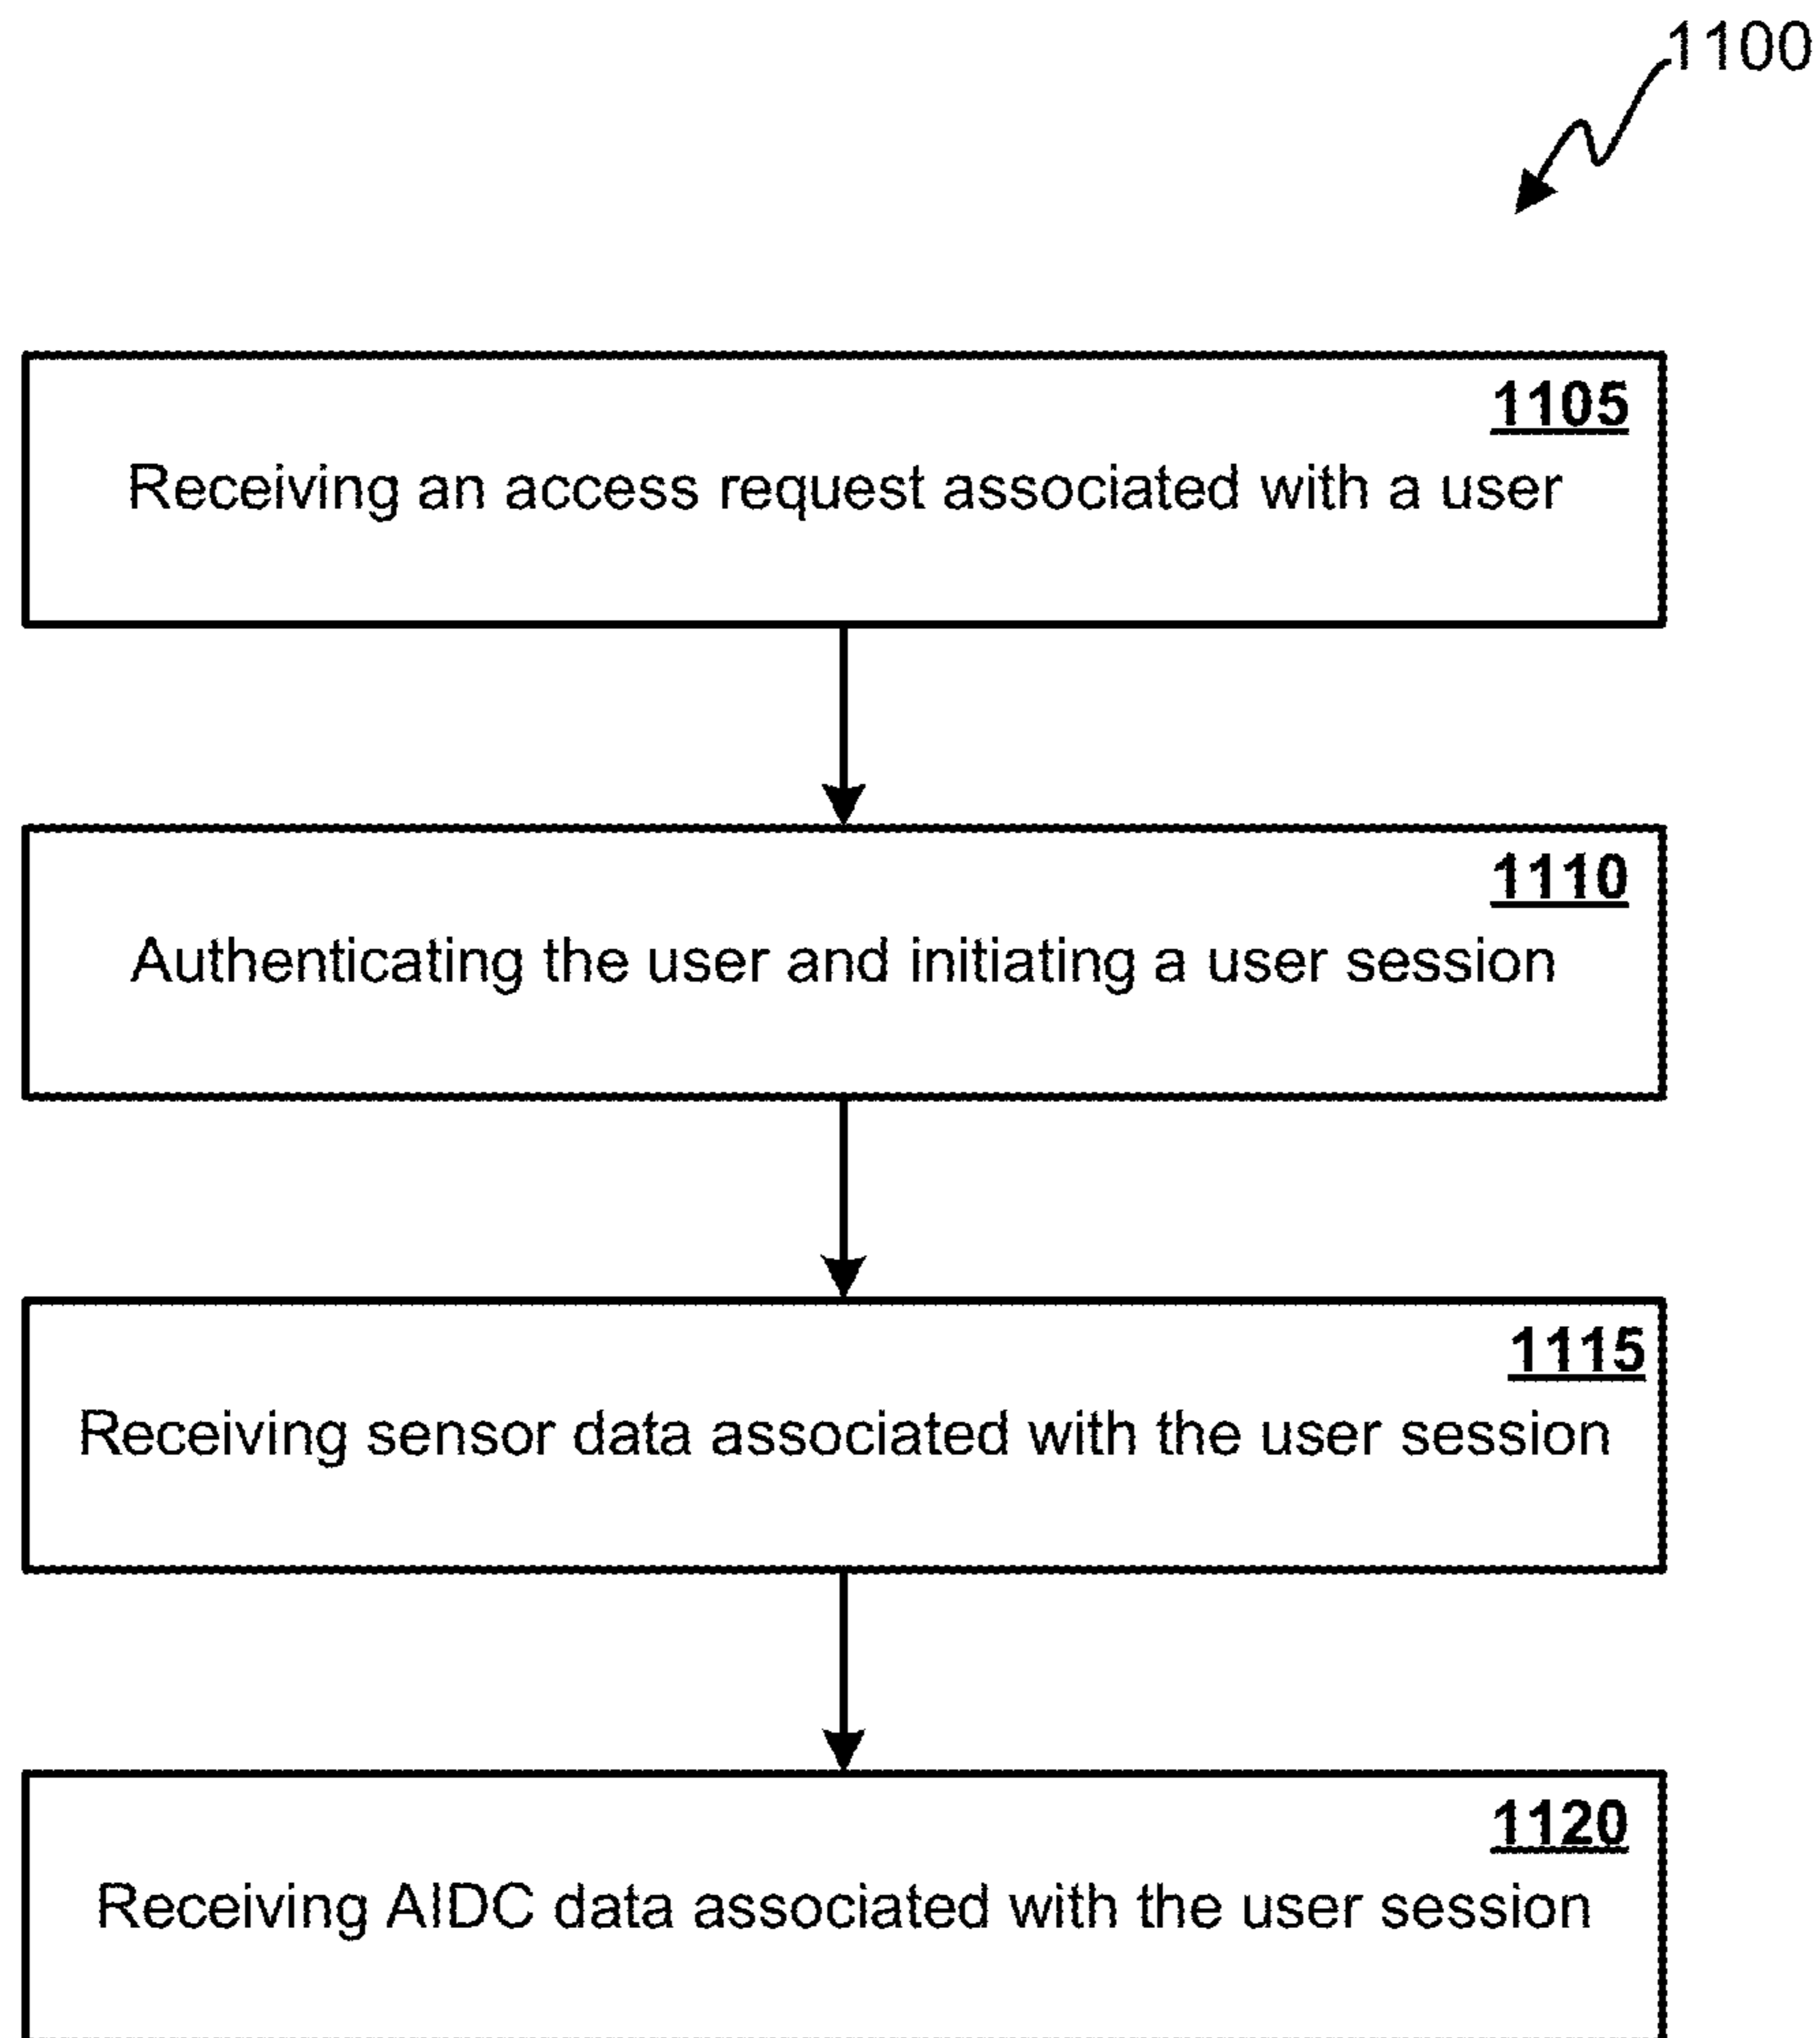 1100
1105
Receiving an access request associated with a user
1110
Authenticating the user and initiating a user session
1115
Receiving sensor data associated with the user session
1120
Receiving AIDC data associated with the user session